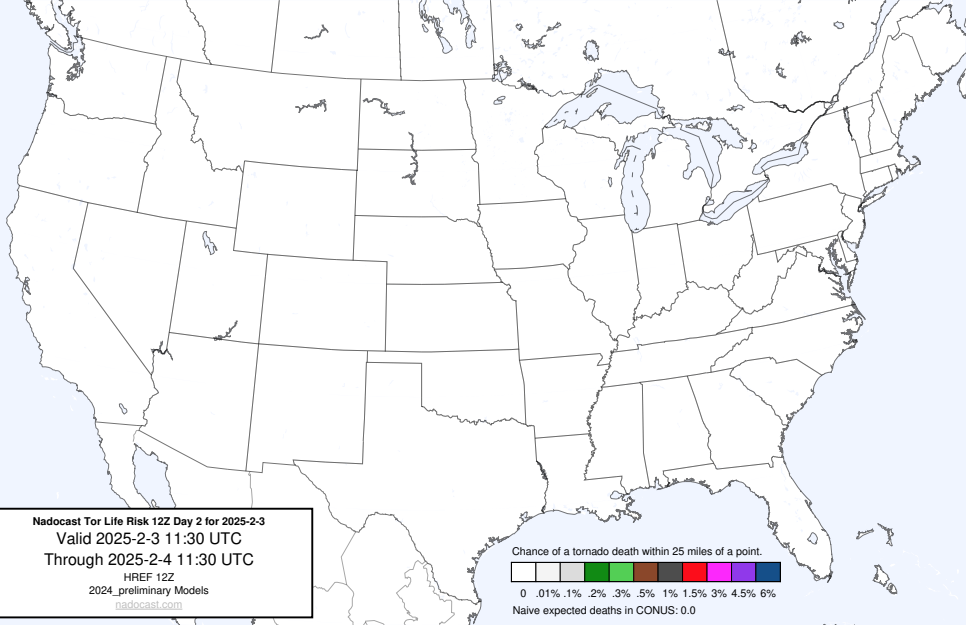 Nadocast Tor Life Risk 12Z Day 2 for 2025-2-3
Valid 2025-2-3 11:30 UTC
Through 2025-2-4 11:30 UTC
HREF 12Z
2024_preliminary Models
nadocast.com
Chance of a tornado death within 25 miles of a point.
0 .01% .1% .2% .3% .5% 1% 1.5% 3% 4.5% 6%
Naive expected deaths in CONUS: 0.0